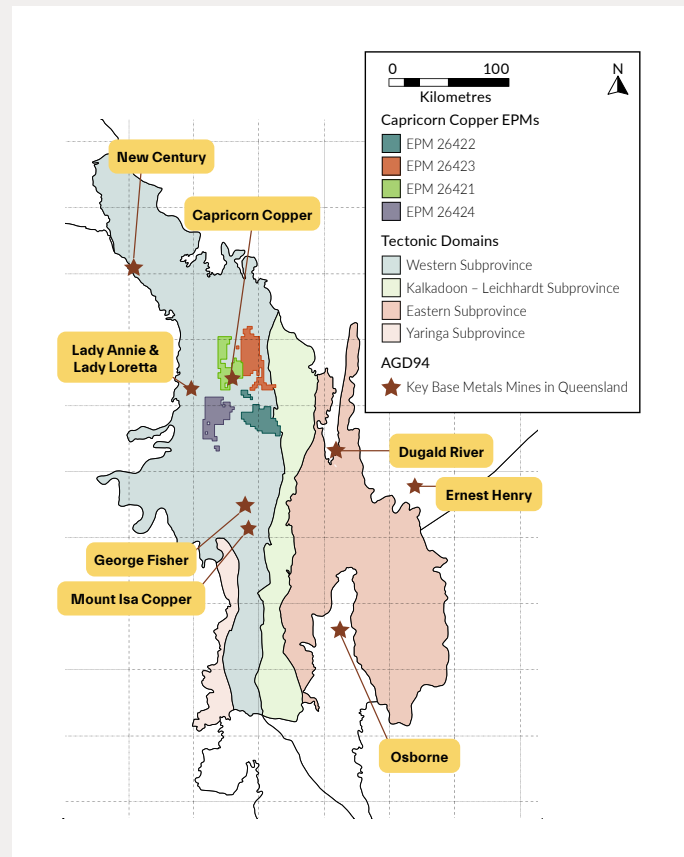 0 100
N
Kilometres
Capricorn Copper EPMs
EPM 26422
EPM 26423
EPM 26421
EPM 26424
Tectonic Domains
Western Subprovince
Kalkadoon – Leichhardt Subprovince
Eastern Subprovince
Yaringa Subprovince
AGD94
Key Base Metals Mines in Queensland
New Century
Capricorn Copper
Lady Annie &
Lady Loretta
Dugald River
Ernest Henry
George Fisher
Mount Isa Copper
Osborne